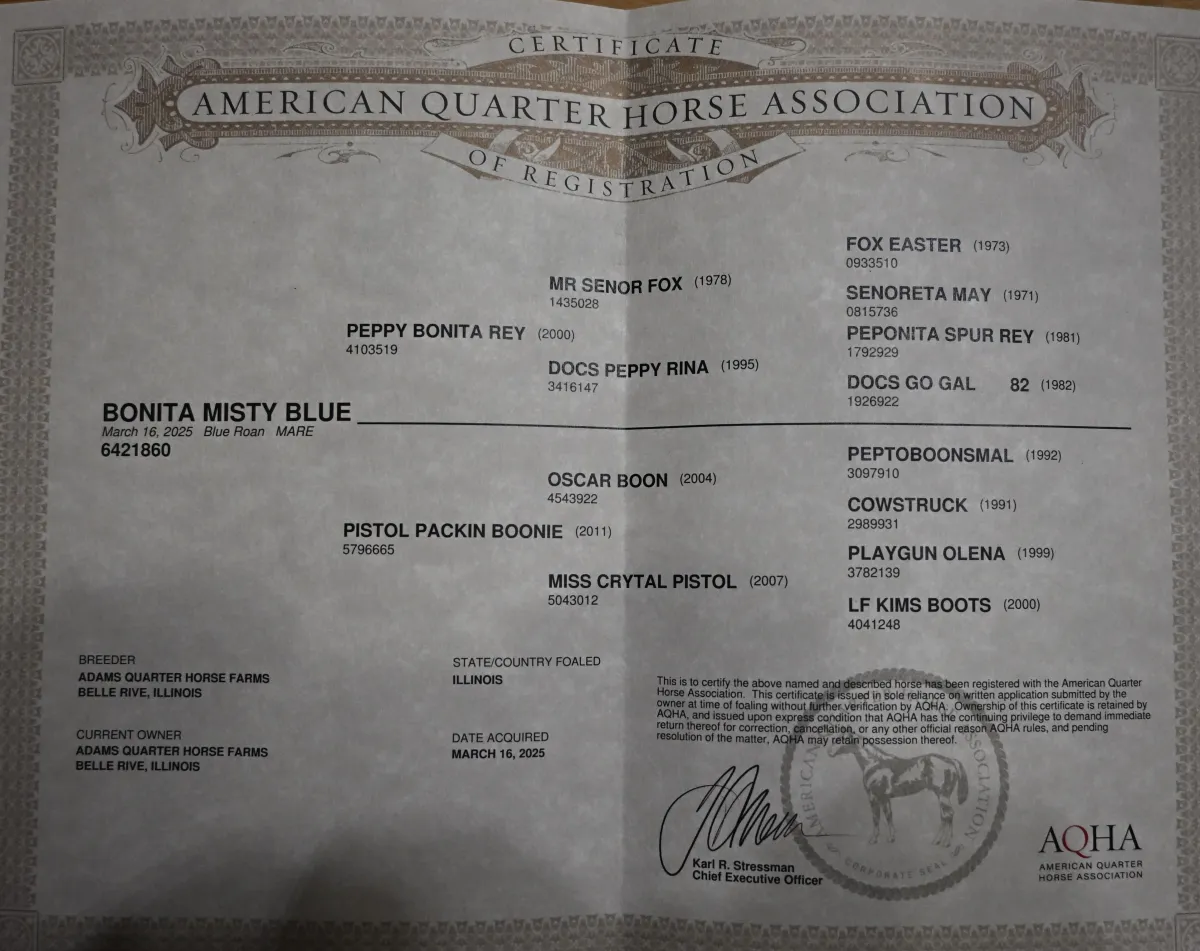 CERTIFICATE
AMERICAN QUARTER HORSE ASSOCIATION
OF REGISTRATION
FOX EASTER (1973)
0933510
MR SENOR FOX (1978)
1435028
SENORETA MAY (1971)
0815736
PEPPY BONITA REY (2000)
4103519
PEPONITA SPUR REY (1981)
1792929
DOCS PEPPY RINA (1995)
3416147
DOCS GO GAL 82 (1982)
1926922
BONITA MISTY BLUE
March 16, 2025 Blue Roan MARE
6421860
PEPTOBOONSMAL (1992)
3097910
OSCAR BOON (2004)
4543922
COWSTRUCK (1991)
2989931
PISTOL PACKIN BOONIE (2011)
5796665
PLAYGUN OLENA (1999)
3782139
MISS CRYTAL PISTOL (2007)
5043012
LF KIMS BOOTS (2000)
4041248
BREEDER
ADAMS QUARTER HORSE FARMS
BELLE RIVE, ILLINOIS
STATE/COUNTRY FOALED
ILLINOIS
CURRENT OWNER
ADAMS QUARTER HORSE FARMS
BELLE RIVE, ILLINOIS
DATE ACQUIRED
MARCH 16, 2025
This is to certify the above named and described horse has been registered with the American Quarter
Horse Association. This certificate is issued in sole reliance on written application submitted by the
owner at time of foaling without further verification by AQHA. Ownership of this certificate is retained by
AQHA, and issued upon express condition that AQHA has the continuing privilege to demand immediate
return thereof for correction, cancellation, or any other official reason AQHA rules, and pending
resolution of the matter, AQHA may retain possession thereof.
Karl R. Stressman
Chief Executive Officer
AMERICAN
ASSOCIATION
CORPORATE SEAL
AQHA
AMERICAN QUARTER
HORSE ASSOCIATION